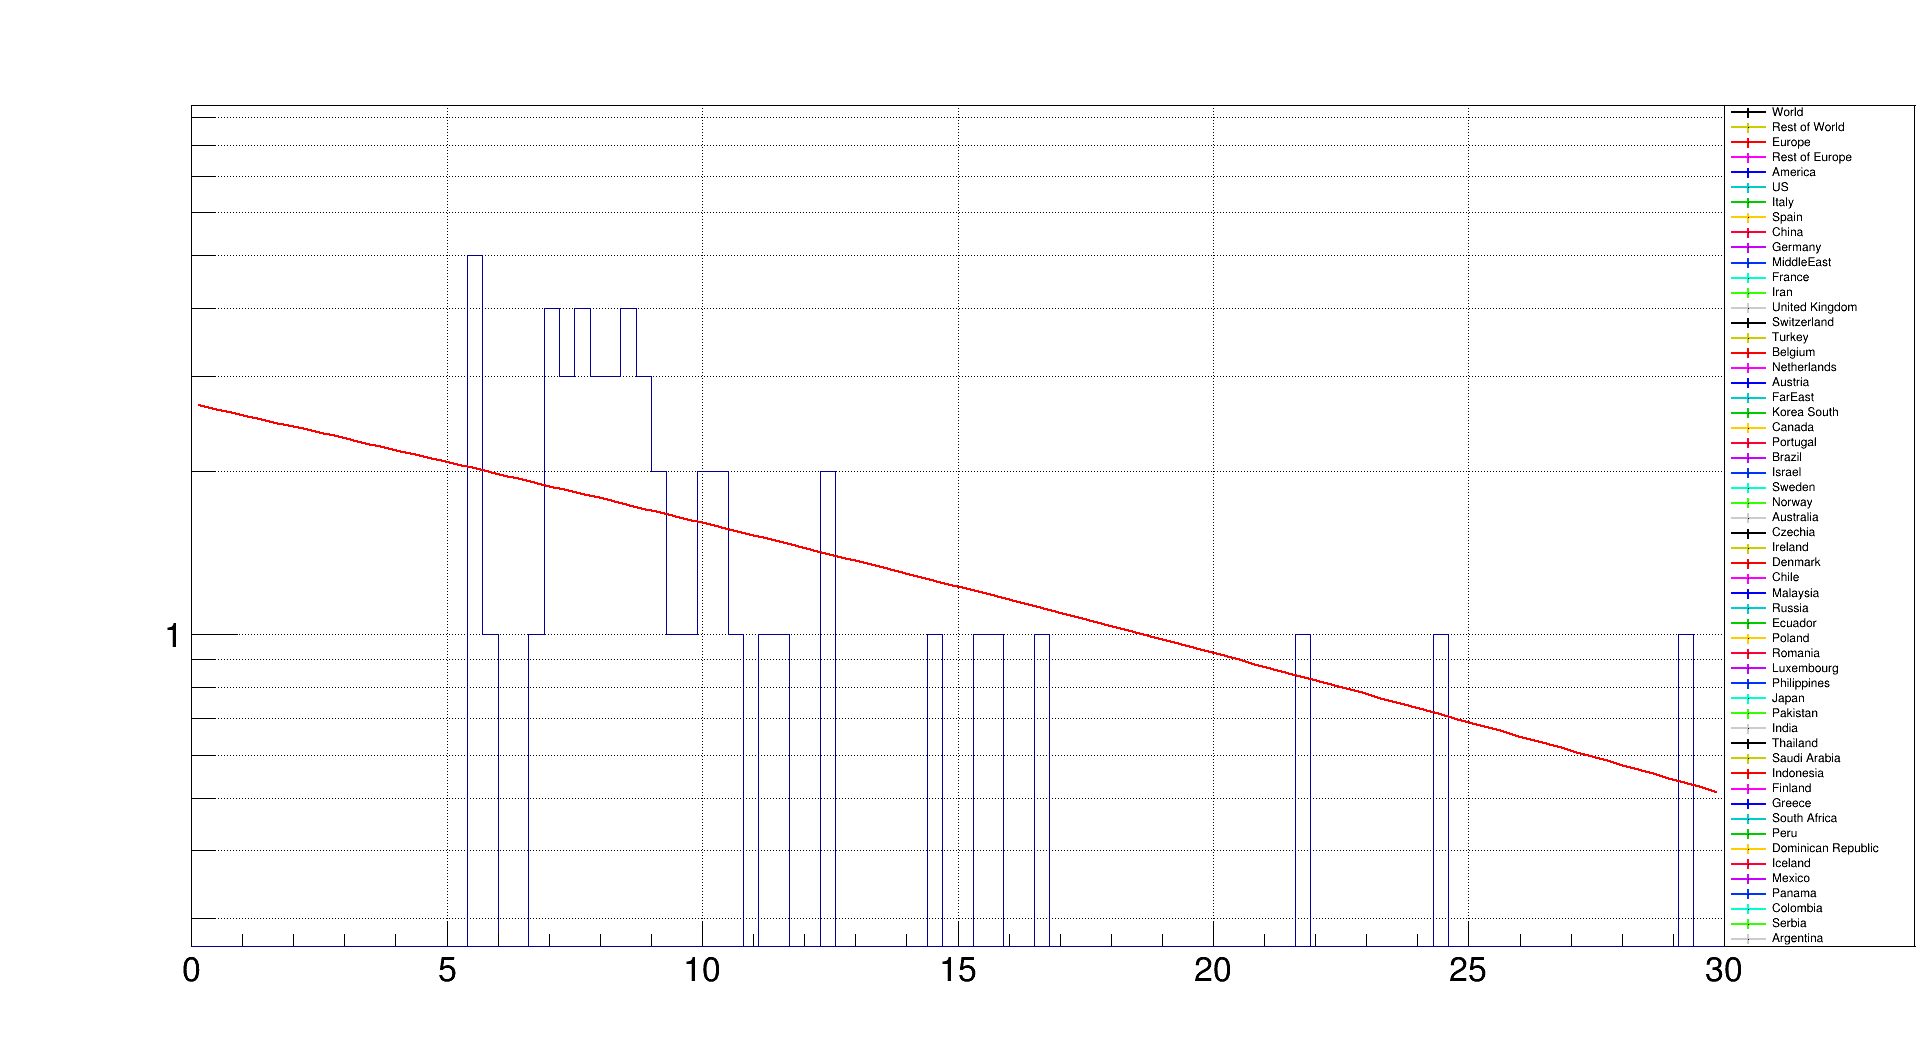 1
0 5 10 15 20 25 30
World
Rest of World
Europe
Rest of Europe
America
US
Italy
Spain
China
Germany
MiddleEast
France
Iran
United Kingdom
Switzerland
Turkey
Belgium
Netherlands
Austria
FarEast
Korea South
Canada
Portugal
Brazil
Israel
Sweden
Norway
Australia
Czechia
Ireland
Denmark
Chile
Malaysia
Russia
Ecuador
Poland
Romania
Luxembourg
Philippines
Japan
Pakistan
India
Thailand
Saudi Arabia
Indonesia
Finland
Greece
South Africa
Peru
Dominican Republic
Iceland
Mexico
Panama
Colombia
Serbia
Argentina